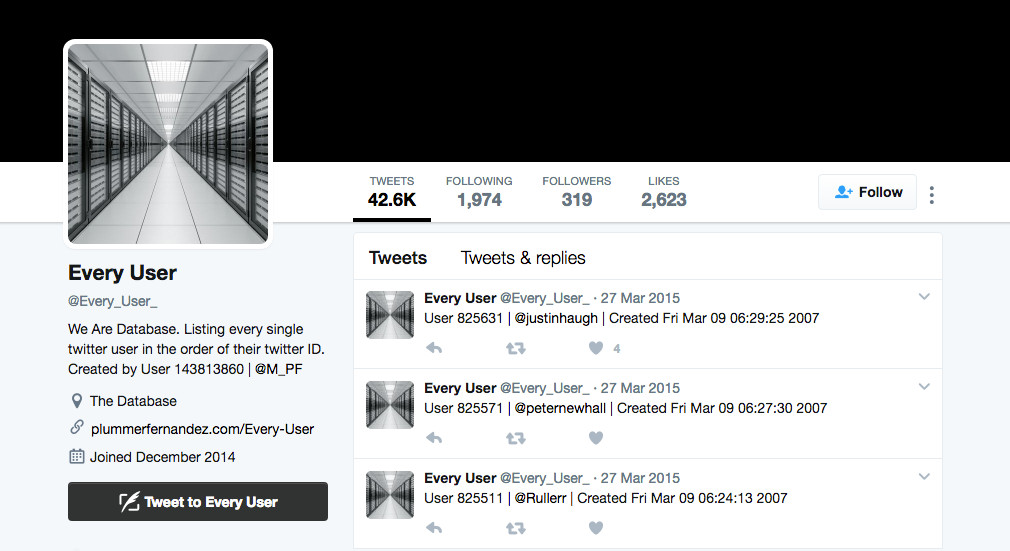 TWEETS FOLLOWING FOLLOWERS LIKES
42.6K 1,974 319 2,623
Follow
Every User
@Every_User_
We Are Database. Listing every single
twitter user in the order of their twitter ID.
Created by User 143813860 | @M_PF
The Database
plummerfernandez.com/Every-User
Joined December 2014
Tweet to Every User
Tweets Tweets & replies
Every User @Every_User_ · 27 Mar 2015
User 825631 | @justinhaugh | Created Fri Mar 09 06:29:25 2007
4
Every User @Every_User_ · 27 Mar 2015
User 825571 | @peternewhall | Created Fri Mar 09 06:27:30 2007
Every User @Every_User_ · 27 Mar 2015
User 825511 | @Rullerr | Created Fri Mar 09 06:24:13 2007